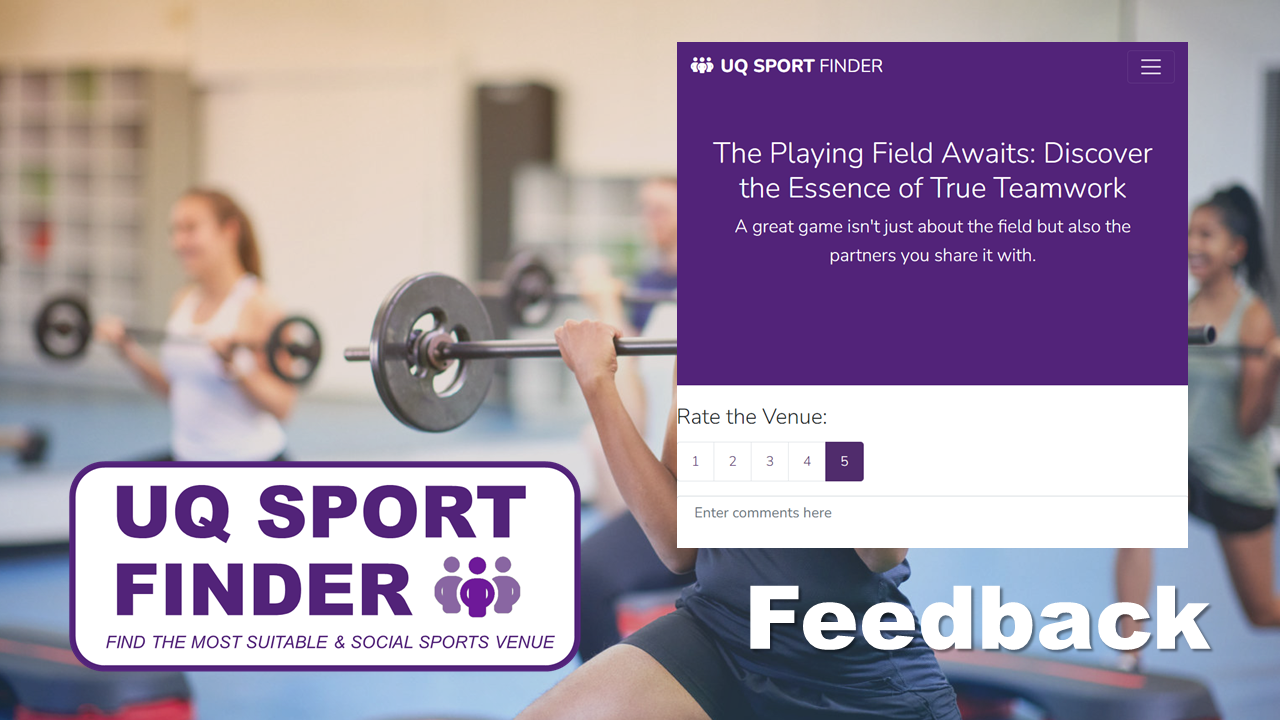 UQ SPORT FINDER
The Playing Field Awaits: Discover
the Essence of True Teamwork
A great game isn't just about the field but also the
partners you share it with.
Rate the Venue:
1 2 3 4 5
Enter comments here
UQ SPORT
FINDER
FIND THE MOST SUITABLE & SOCIAL SPORTS VENUE
Feedback